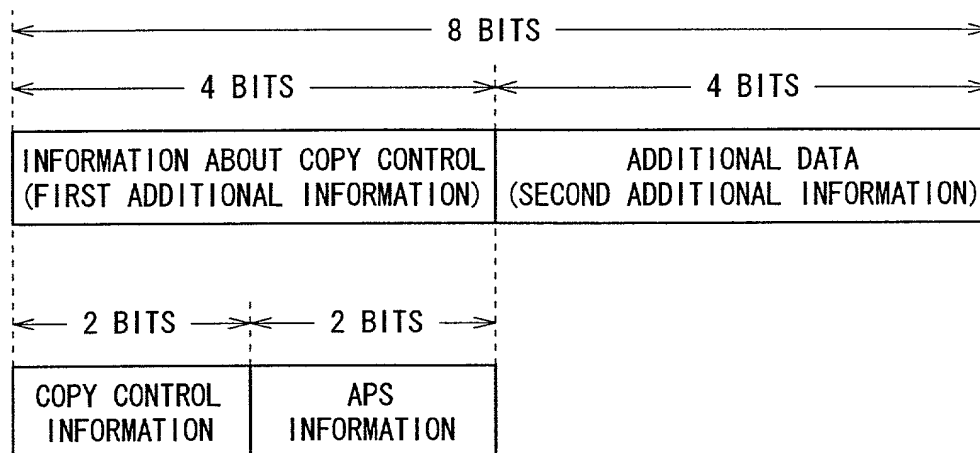 8 BITS
4 BITS 4 BITS
INFORMATION ABOUT COPY CONTROL
(FIRST ADDITIONAL INFORMATION)
ADDITIONAL DATA
(SECOND ADDITIONAL INFORMATION)
2 BITS 2 BITS
COPY CONTROL
INFORMATION
APS
INFORMATION